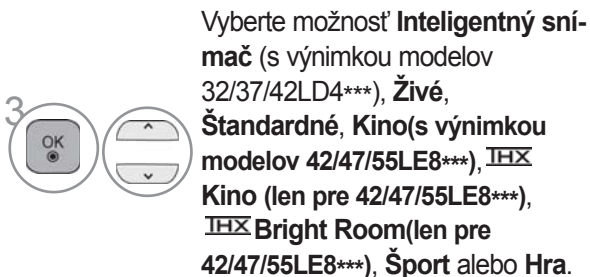 Vyberte možnosť Inteligentný sní-
mač (s výnimkou modelov
32/37/42LD4***), Živé,
3
OK
Štandardné, Kino(s výnimkou
modelov 42/47/55LE8***), THX
Kino (len pre 42/47/55LE8***),
THX Bright Room(len pre
42/47/55LE8***), Šport alebo Hra.